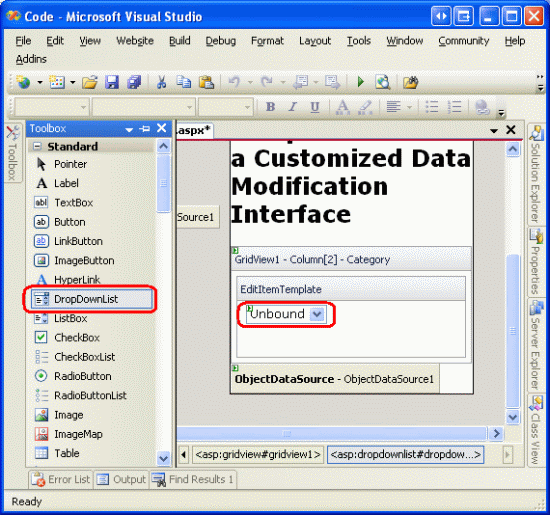 Code - Microsoft Visual Studio
File Edit View Website Build Debug Format Layout Tools Window Community Help
Addins
B I U A
Toolbox
.aspx*
Toolbox
Standard
Pointer
A Label
abl TextBox
ab Button
ab LinkButton
ImageButton
A HyperLink
DropDownList
ListBox
CheckBox
CheckBoxList
RadioButton
RadioButtonList
Image
ImageMap
Table
Source1
a Customized Data
Modification
Interface
GridView1 - Column[2] - Category
EditItemTemplate
Unbound
ObjectDataSource - ObjectDataSource1
<asp:gridview#gridview1> <asp:dropdownlist#dropdow...>
Solution Explorer
Properties
Server Explorer
Class View
Error List Output Find Results 1
Ready